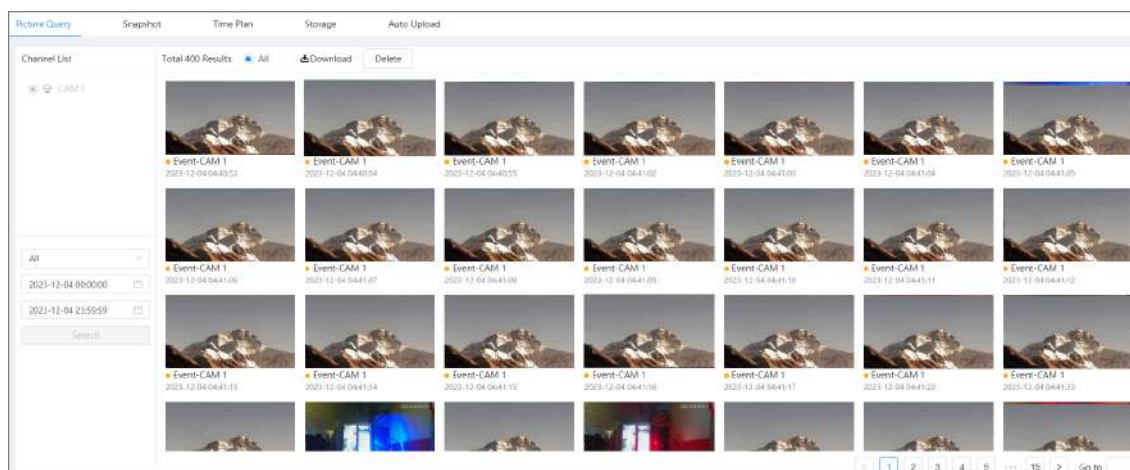 Picture Query Snapshot Time Plan Storage Auto Upload
Channel List Total 400 Results All Download Delete
CAM 1
Event-CAM 1 Event-CAM 1 Event-CAM 1 Event-CAM 1 Event-CAM 1 Event-CAM 1 Event-CAM 1
2023-12-04 04:40:53 2023-12-04 04:40:54 2023-12-04 04:40:55 2023-12-04 04:41:02 2023-12-04 04:41:03 2023-12-04 04:41:04 2023-12-04 04:41:05
All
Event-CAM 1 Event-CAM 1 Event-CAM 1 Event-CAM 1 Event-CAM 1 Event-CAM 1 Event-CAM 1
2023-12-04 04:41:06 2023-12-04 04:41:07 2023-12-04 04:41:08 2023-12-04 04:41:09 2023-12-04 04:41:10 2023-12-04 04:41:11 2023-12-04 04:41:12
2023-12-04 00:00:00
2023-12-04 23:59:59
Search
Event-CAM 1 Event-CAM 1 Event-CAM 1 Event-CAM 1 Event-CAM 1 Event-CAM 1 Event-CAM 1
2023-12-04 04:41:13 2023-12-04 04:41:14 2023-12-04 04:41:15 2023-12-04 04:41:16 2023-12-04 04:41:17 2023-12-04 04:41:22 2023-12-04 04:41:23
< 1 2 3 4 5 ··· 15 > Go to